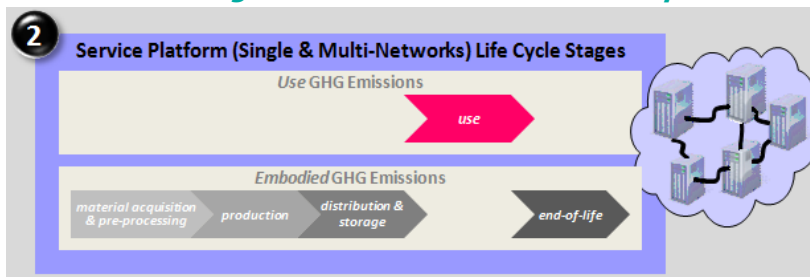 2
Service Platform (Single & Multi-Networks) Life Cycle Stages
Use GHG Emissions
use
Embodied GHG Emissions
material acquisition
& pre-processing
production
distribution &
storage
end-of-life